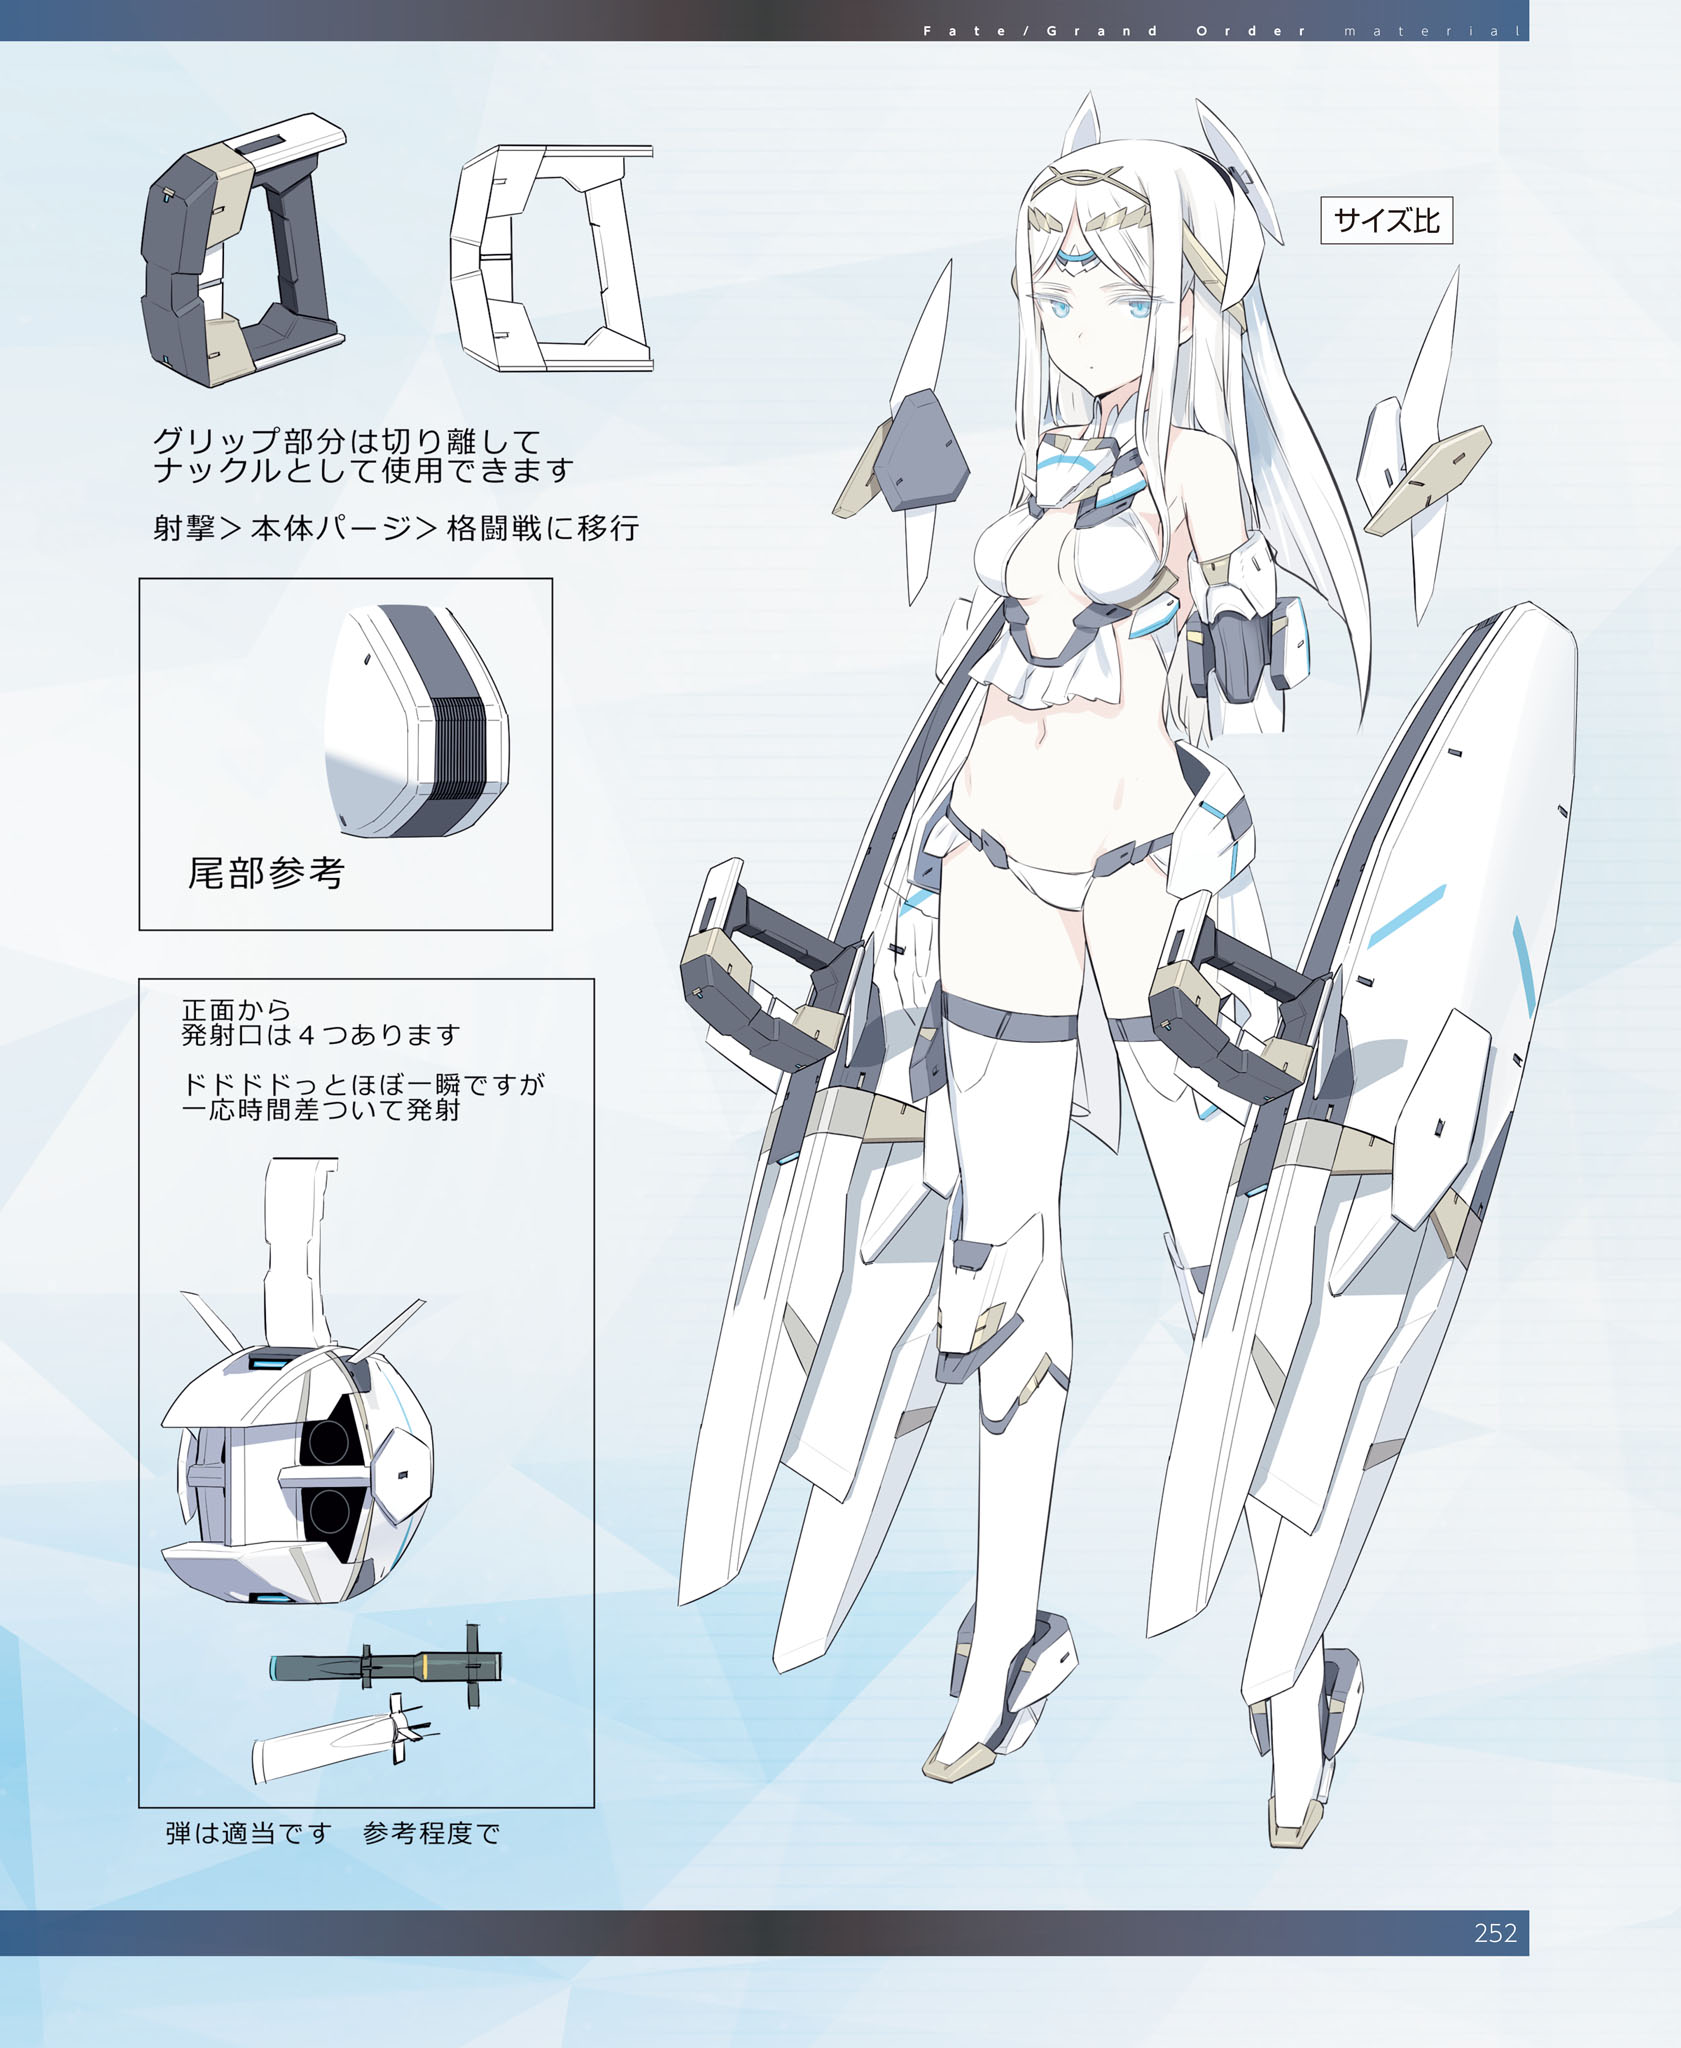 Fate/Grand Order material
サイズ比
グリップ部分は切り離して
ナックルとして使用できます
射撃＞本体パージ＞格闘戦に移行
尾部参考
正面から
発射口は４つあります
ドドドドっとほぼ一瞬ですが
一応時間差ついて発射
弾は適当です　参考程度で
252